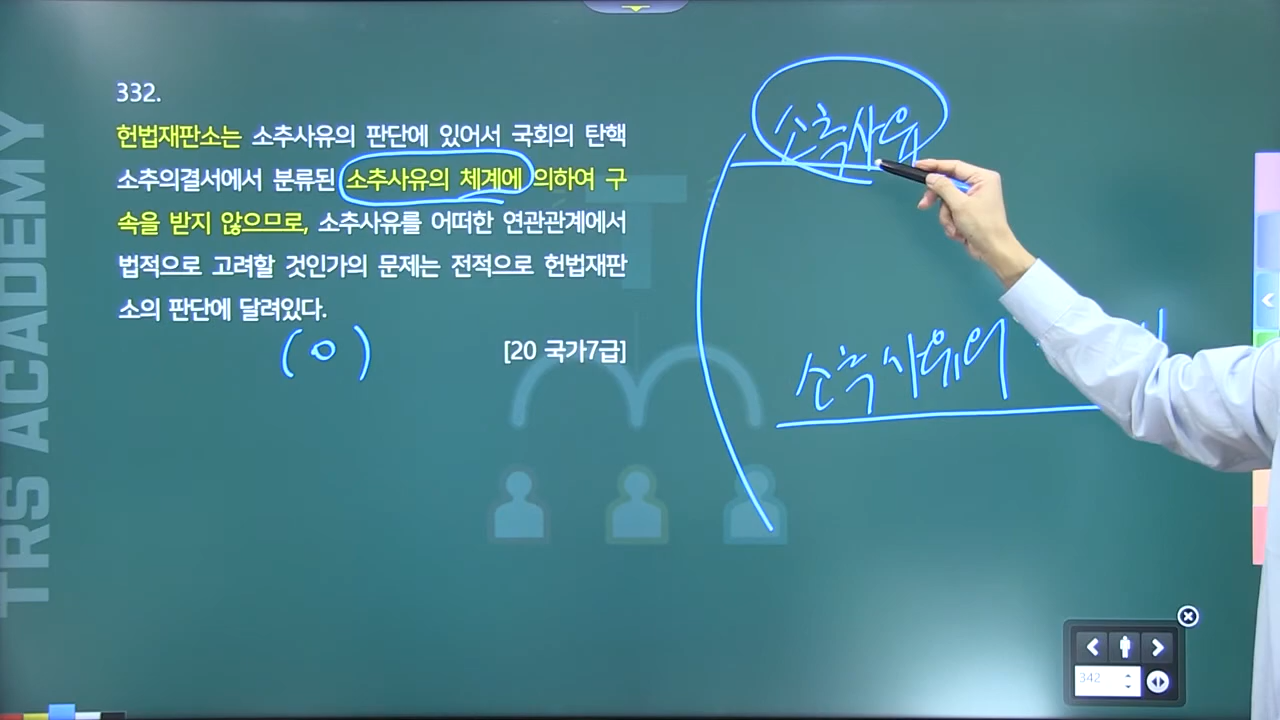 332.
헌법재판소는 소추사유의 판단에 있어서 국회의 탄핵
소추의결서에서 분류된 소추사유의 체계에 의하여 구
속을 받지 않으므로, 소추사유를 어떠한 연관관계에서
법적으로 고려할 것인가의 문제는 전적으로 헌법재판
소의 판단에 달려있다.
(O)
[20 국가7급]
소추사유
소추사유의
TRS ACADEMY
342